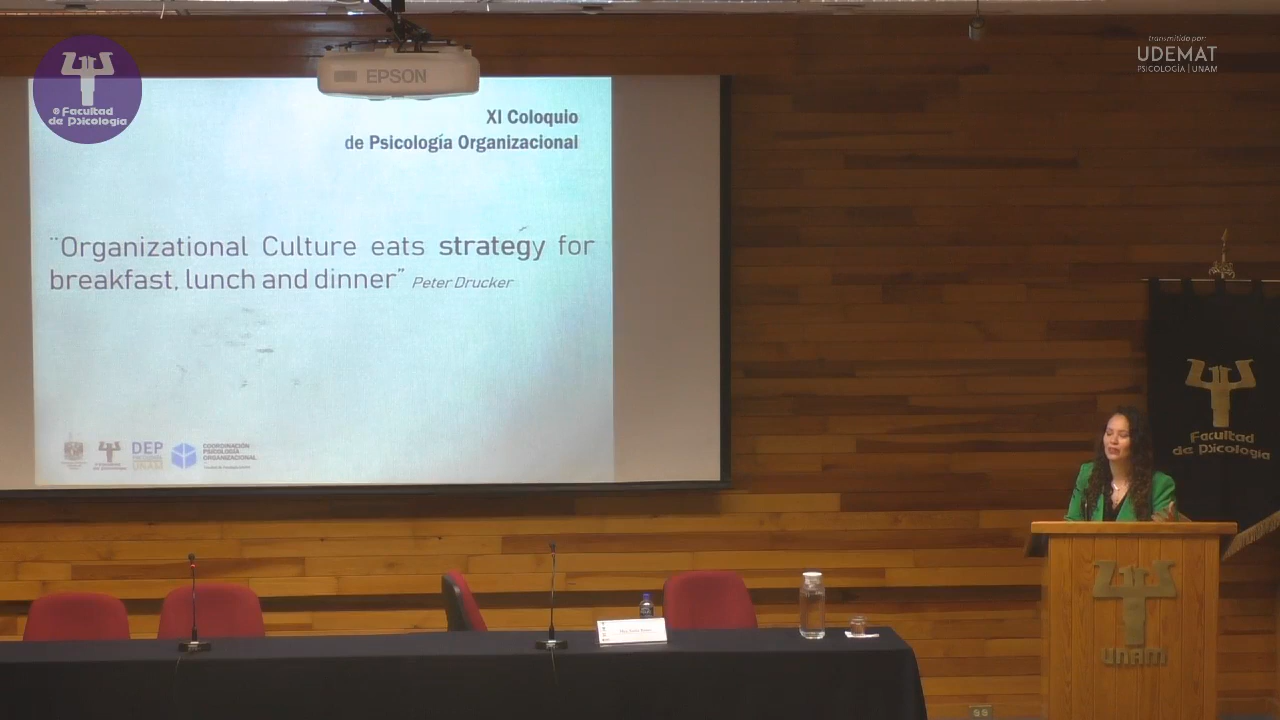 © Facultad
de Psicología
EPSON
transmitido por:
UDEMAT
PSICOLOGÍA | UNAM
XI Coloquio
de Psicología Organizacional
¨Organizational Culture eats strategy for
breakfast, lunch and dinner” Peter Drucker
DEP
UNAM
COORDINACIÓN
PSICOLOGÍA
ORGANIZACIONAL
Facultad
de Psicología
UNAM